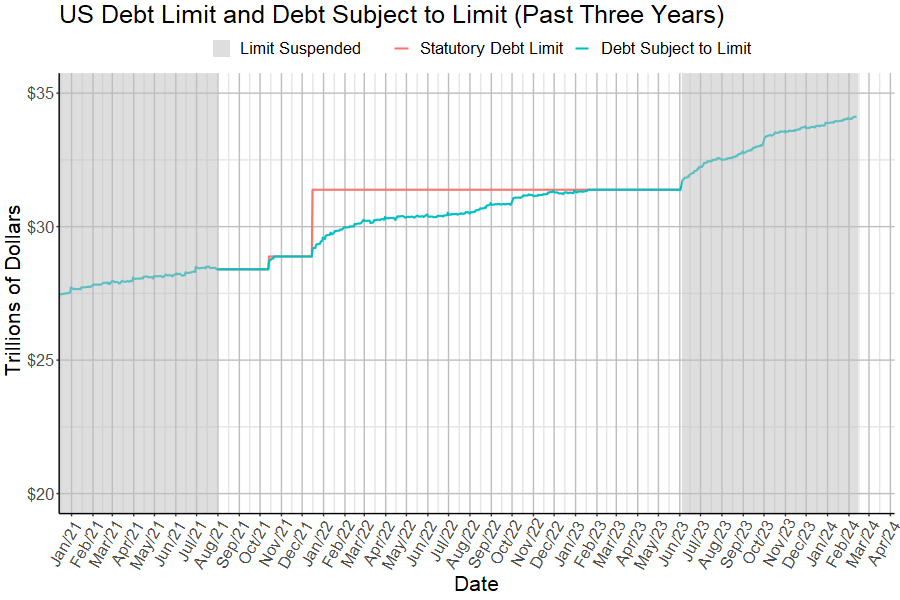 US Debt Limit and Debt Subject to Limit (Past Three Years)
Limit Suspended Statutory Debt Limit Debt Subject to Limit
Trillions of Dollars
$35
$30
$25
$20
Jan/21 Feb/21 Mar/21 Apr/21 May/21 Jun/21 Jul/21 Aug/21 Sep/21 Oct/21 Nov/21 Dec/21 Jan/22 Feb/22 Mar/22 Apr/22 May/22 Jun/22 Jul/22 Aug/22 Sep/22 Oct/22 Nov/22 Dec/22 Jan/23 Feb/23 Mar/23 Apr/23 May/23 Jun/23 Jul/23 Aug/23 Sep/23 Oct/23 Nov/23 Dec/23 Jan/24 Feb/24 Mar/24 Apr/24
Date